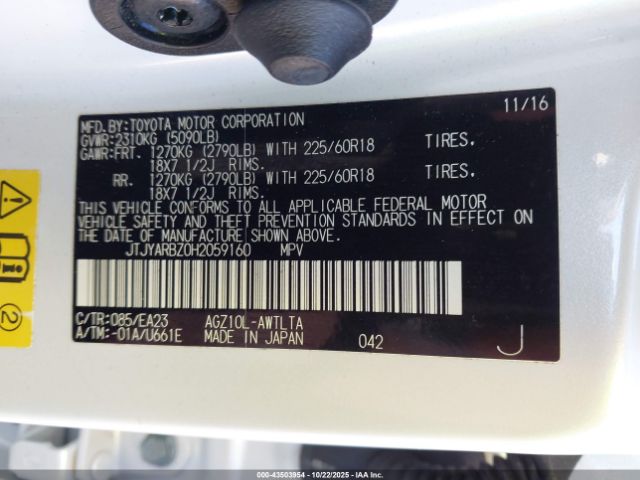 11/16
MFD.BY:TOYOTA MOTOR CORPORATION
GVWR:2310KG (5090LB)
GAWR:FRT. 1270KG (2790LB) WITH 225/60R18 TIRES.
18X7 1/2J RIMS.
RR. 1270KG (2790LB) WITH 225/60R18 TIRES.
18X7 1/2J RIMS.
THIS VEHICLE CONFORMS TO ALL APPLICABLE FEDERAL MOTOR
VEHICLE SAFETY AND THEFT PREVENTION STANDARDS IN EFFECT
ON THE DATE OF MANUFACTURE SHOWN ABOVE.
JTJYARBZ0H2059160 MPV
C/TR:085/EA23 AGZ10L-AWTLTA
A/TM:-01A/U661E MADE IN JAPAN 042 J
2
000-43503954 | 10/22/2025 - IAAI.COM